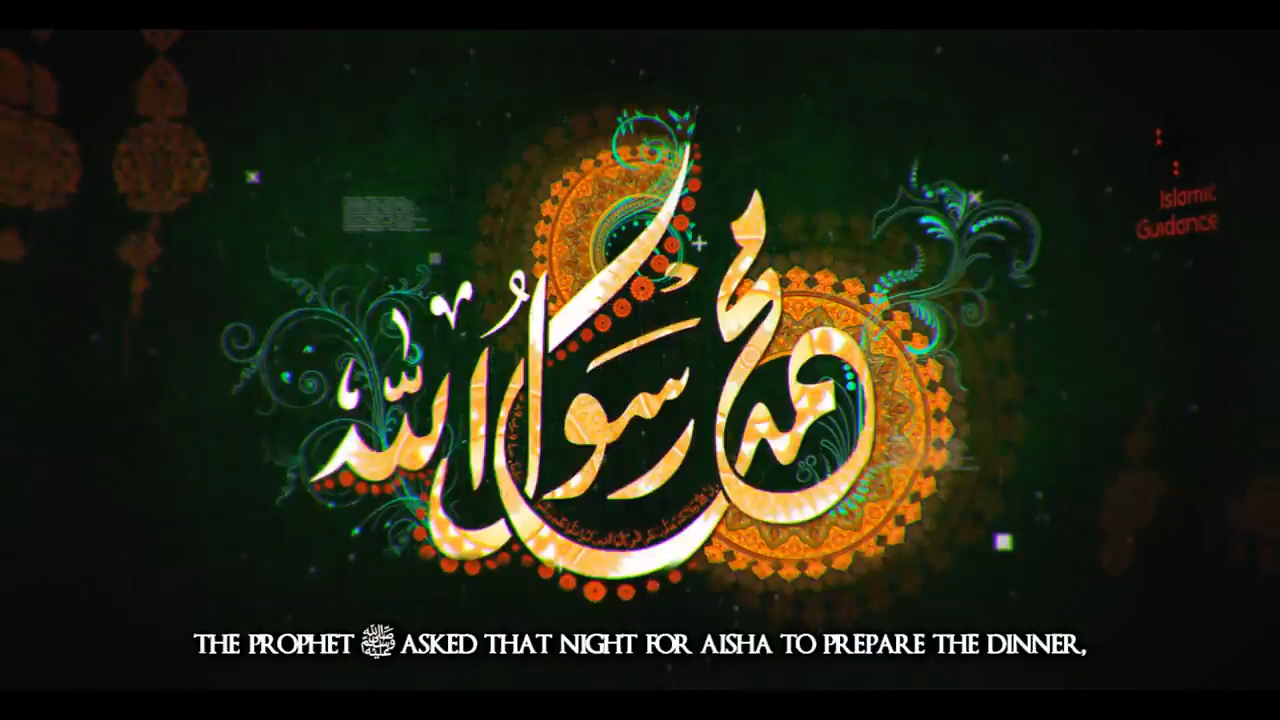 Islamic
Guidance
محمد رسول الله
THE PROPHET ﷺ ASKED THAT NIGHT FOR AISHA TO PREPARE THE DINNER,